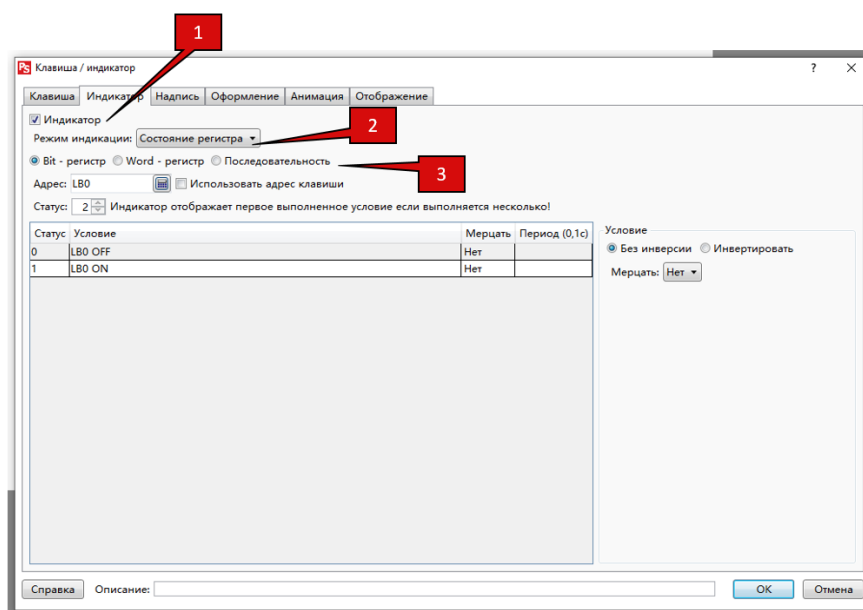 1
PS Клавиша / индикатор ? ×
Клавиша Индикатор Надпись Оформление Анимация Отображение
Индикатор
2
Режим индикации: Состояние регистра
Bit - регистр Word - регистр Последовательность
3
Адрес: LB0 Использовать адрес клавиши
Статус: 2 Индикатор отображает первое выполненное условие если выполняется несколько!
Статус Условие Мерцать Период (0,1с)
0 LB0 OFF Нет
1 LB0 ON Нет
Условие
Без инверсии Инвертировать
Мерцать: Нет
Справка Описание: OK Отмена